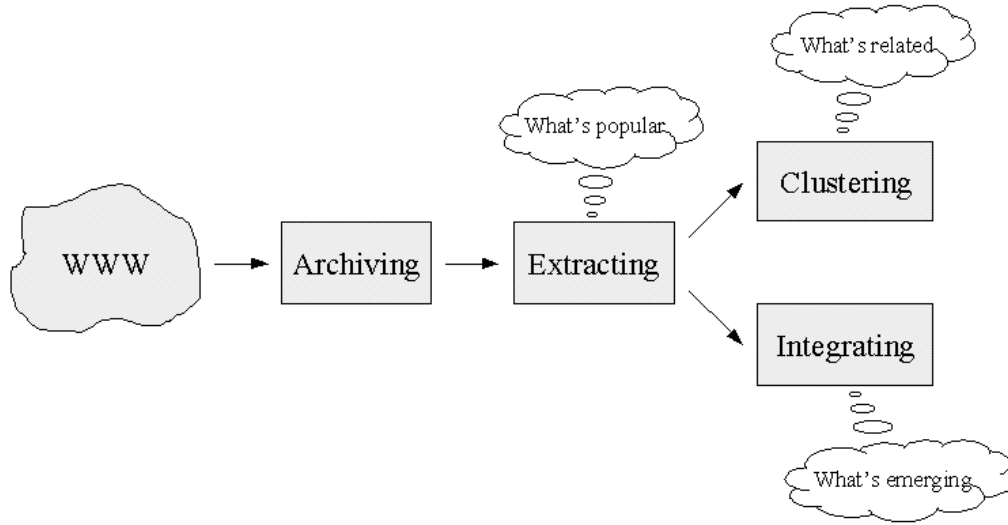 What's related
What's popular
Clustering
WWW
Archiving
Extracting
Integrating
What's emerging